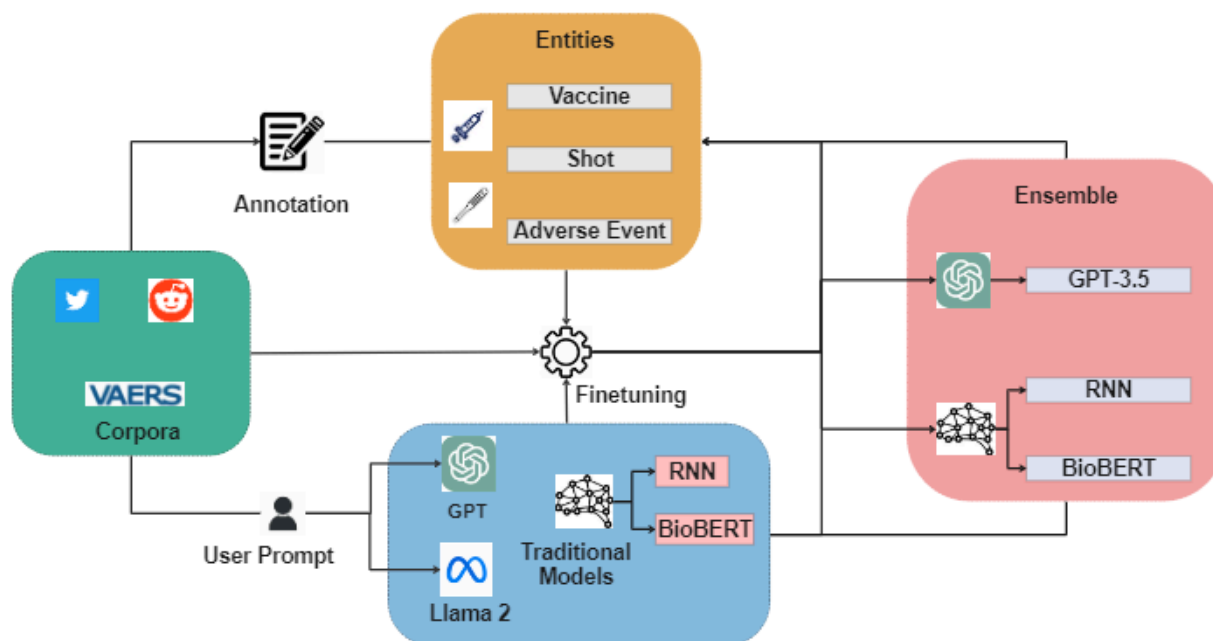 Entities
Vaccine
Shot
Adverse Event
Annotation
Ensemble
GPT-3.5
RNN
BioBERT
VAERS
Corpora
Finetuning
User Prompt
GPT
Llama 2
Traditional
Models
RNN
BioBERT